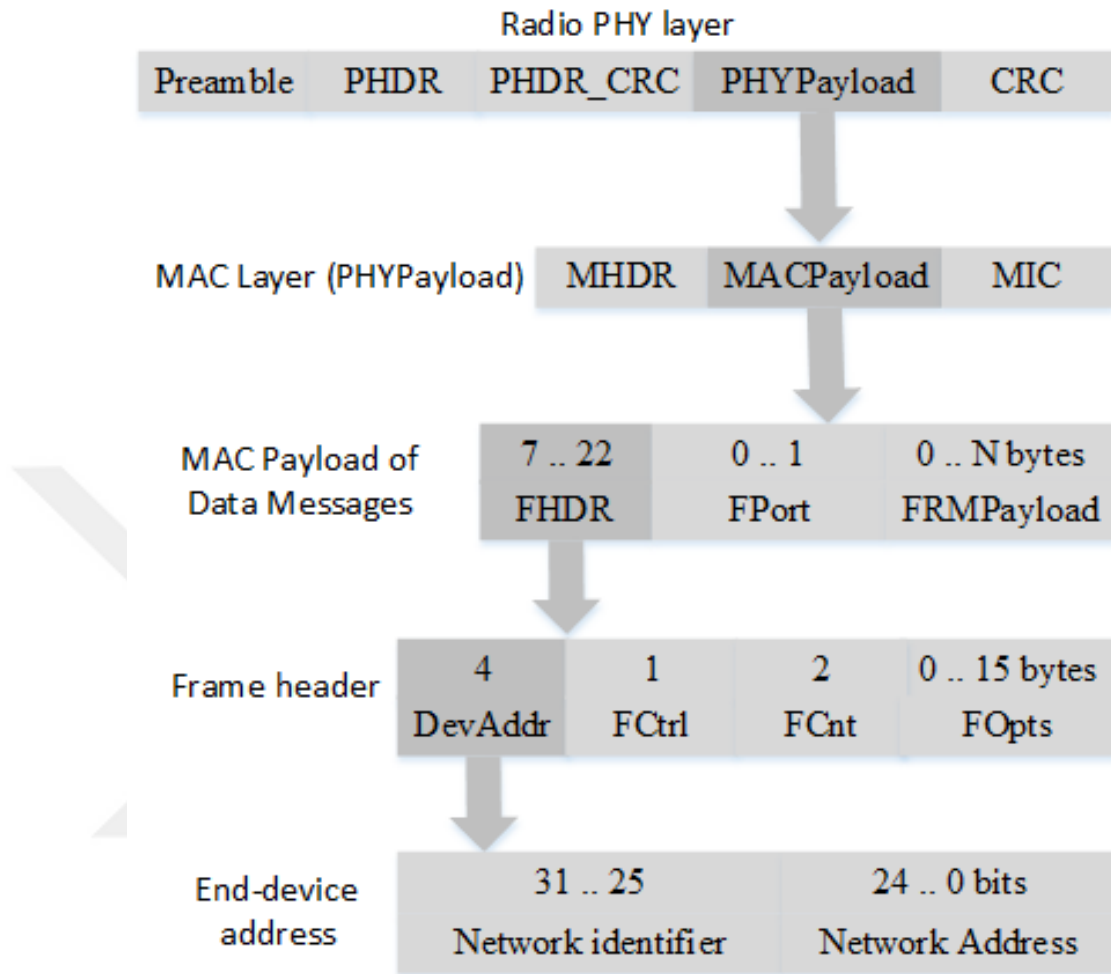 Radio PHY layer
Preamble PHDR PHDR_CRC PHYPayload CRC
MAC Layer (PHYPayload) MHDR MACPayload MIC
MAC Payload of
Data Messages
7 .. 22 0 .. 1 0 .. N bytes
FHDR FPort FRMPayload
Frame header
4 1 2 0 .. 15 bytes
DevAddr FCtrl FCnt FOpts
End-device
address
31 .. 25 24 .. 0 bits
Network identifier Network Address